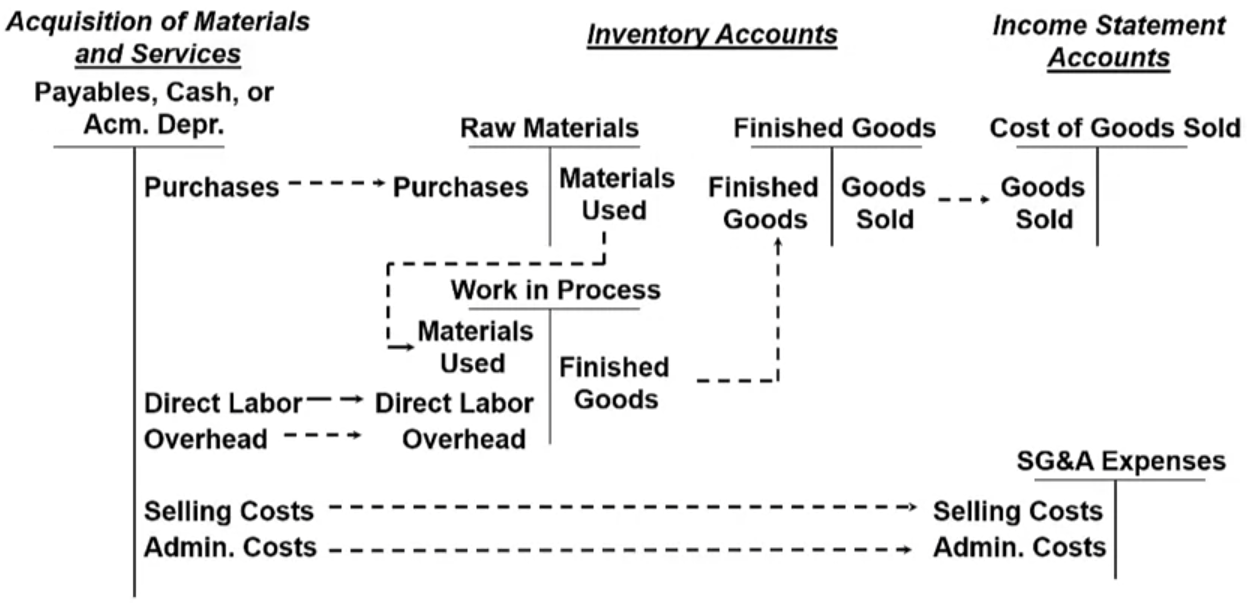 Acquisition of Materials
and Services
Inventory Accounts
Income Statement
Accounts
Payables, Cash, or
Acm. Depr.
Raw Materials
Finished Goods
Cost of Goods Sold
Purchases
Purchases
Materials
Used
Finished
Goods
Goods
Sold
Goods
Sold
Work in Process
Materials
Used
Finished
Goods
Direct Labor
Direct Labor
Overhead
Overhead
SG&A Expenses
Selling Costs
Selling Costs
Admin. Costs
Admin. Costs